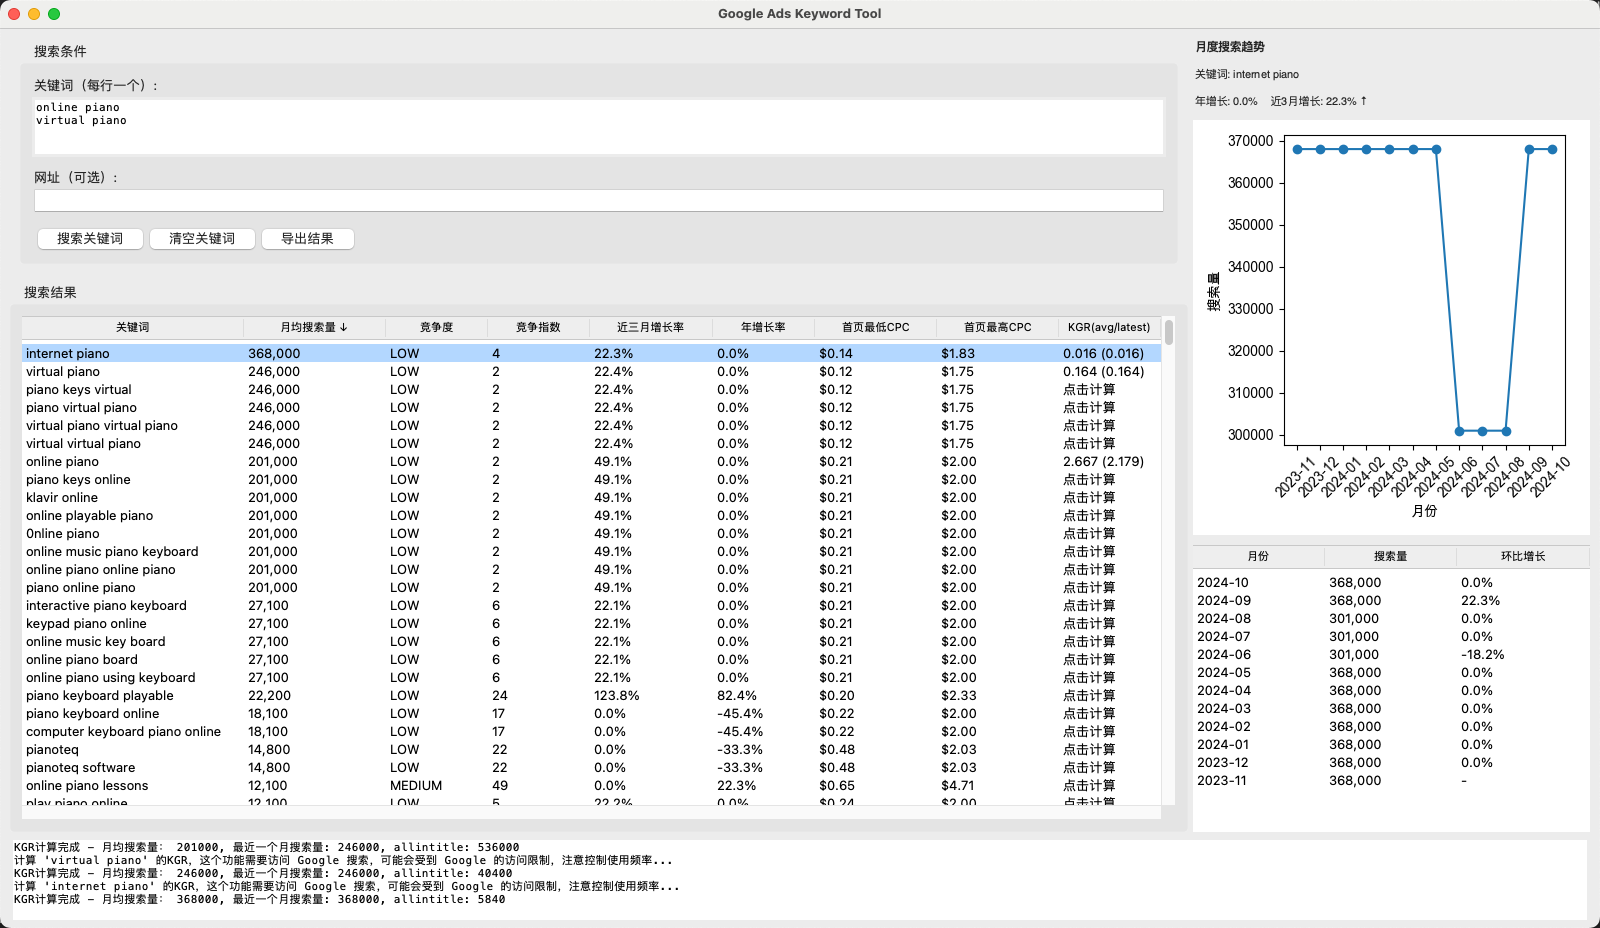 Google Ads Keyword Tool
搜索条件
关键词（每行一个）:
online piano
virtual piano
网址（可选）:
搜索关键词 清空关键词 导出结果
搜索结果
关键词 月均搜索量 ↓ 竞争度 竞争指数 近三月增长率 年增长率 首页最低CPC 首页最高CPC KGR(avg/latest)
internet piano 368,000 LOW 4 22.3% 0.0% $0.14 $1.83 0.016 (0.016)
virtual piano 246,000 LOW 2 22.4% 0.0% $0.12 $1.75 0.164 (0.164)
piano keys virtual 246,000 LOW 2 22.4% 0.0% $0.12 $1.75 点击计算
piano virtual piano 246,000 LOW 2 22.4% 0.0% $0.12 $1.75 点击计算
virtual piano virtual piano 246,000 LOW 2 22.4% 0.0% $0.12 $1.75 点击计算
virtual virtual piano 246,000 LOW 2 22.4% 0.0% $0.12 $1.75 点击计算
online piano 201,000 LOW 2 49.1% 0.0% $0.21 $2.00 2.667 (2.179)
piano keys online 201,000 LOW 2 49.1% 0.0% $0.21 $2.00 点击计算
klavir online 201,000 LOW 2 49.1% 0.0% $0.21 $2.00 点击计算
online playable piano 201,000 LOW 2 49.1% 0.0% $0.21 $2.00 点击计算
0nline piano 201,000 LOW 2 49.1% 0.0% $0.21 $2.00 点击计算
online music piano keyboard 201,000 LOW 2 49.1% 0.0% $0.21 $2.00 点击计算
online piano online piano 201,000 LOW 2 49.1% 0.0% $0.21 $2.00 点击计算
piano online piano 201,000 LOW 2 49.1% 0.0% $0.21 $2.00 点击计算
interactive piano keyboard 27,100 LOW 6 22.1% 0.0% $0.21 $2.00 点击计算
keypad piano online 27,100 LOW 6 22.1% 0.0% $0.21 $2.00 点击计算
online music key board 27,100 LOW 6 22.1% 0.0% $0.21 $2.00 点击计算
online piano board 27,100 LOW 6 22.1% 0.0% $0.21 $2.00 点击计算
online piano using keyboard 27,100 LOW 6 22.1% 0.0% $0.21 $2.00 点击计算
piano keyboard playable 22,200 LOW 24 123.8% 82.4% $0.20 $2.33 点击计算
piano keyboard online 18,100 LOW 17 0.0% -45.4% $0.22 $2.00 点击计算
computer keyboard piano online 18,100 LOW 17 0.0% -45.4% $0.22 $2.00 点击计算
pianoteq 14,800 LOW 22 0.0% -33.3% $0.48 $2.03 点击计算
pianoteq software 14,800 LOW 22 0.0% -33.3% $0.48 $2.03 点击计算
online piano lessons 12,100 MEDIUM 49 0.0% 22.3% $0.65 $4.71 点击计算
play piano online 12,100 LOW 5 22.2% 0.0% $0.24 $2.00 点击计算
月度搜索趋势
关键词: internet piano
年增长: 0.0% 近3月增长: 22.3% ↑
370000
360000
350000
340000
330000
320000
310000
300000
搜索量
2023-11 2023-12 2024-01 2024-02 2024-03 2024-04 2024-05 2024-06 2024-07 2024-08 2024-09 2024-10
月份
月份 搜索量 环比增长
2024-10 368,000 0.0%
2024-09 368,000 22.3%
2024-08 301,000 0.0%
2024-07 301,000 0.0%
2024-06 301,000 -18.2%
2024-05 368,000 0.0%
2024-04 368,000 0.0%
2024-03 368,000 0.0%
2024-02 368,000 0.0%
2024-01 368,000 0.0%
2023-12 368,000 0.0%
2023-11 368,000 -
KGR计算完成 - 月均搜索量: 201000, 最近一个月搜索量: 246000, allintitle: 536000
计算 'virtual piano' 的KGR，这个功能需要访问 Google 搜索，可能会受到 Google 的访问限制，注意控制使用频率...
KGR计算完成 - 月均搜索量: 246000, 最近一个月搜索量: 246000, allintitle: 40400
计算 'internet piano' 的KGR，这个功能需要访问 Google 搜索，可能会受到 Google 的访问限制，注意控制使用频率...
KGR计算完成 - 月均搜索量: 368000, 最近一个月搜索量: 368000, allintitle: 5840